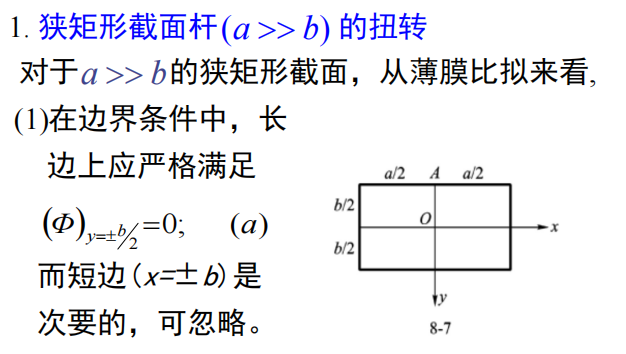 1. 狭矩形截面杆(a >> b) 的扭转
对于a >> b的狭矩形截面，从薄膜比拟来看,
(1)在边界条件中，长
边上应严格满足
(Φ)y=±b/2=0; (a)
而短边(x=±b)是
次要的，可忽略。
a/2 A a/2
b/2
O
x
b/2
y
8-7